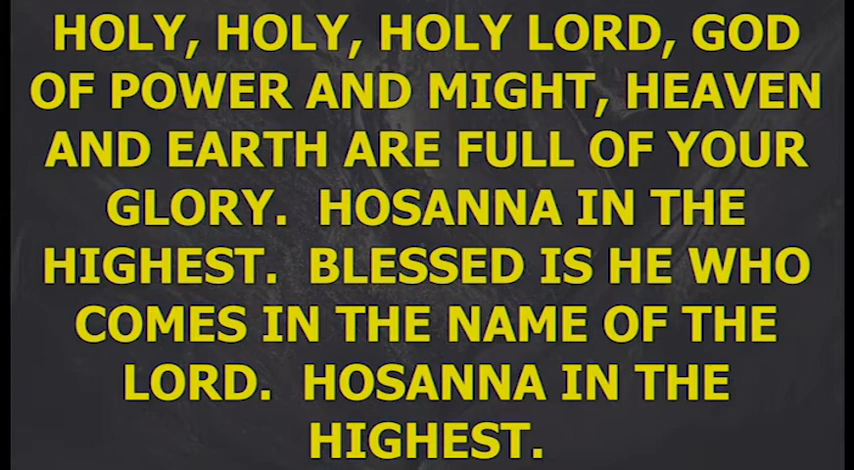 HOLY, HOLY, HOLY LORD, GOD
OF POWER AND MIGHT, HEAVEN
AND EARTH ARE FULL OF YOUR
GLORY.  HOSANNA IN THE
HIGHEST.  BLESSED IS HE WHO
COMES IN THE NAME OF THE
LORD.  HOSANNA IN THE
HIGHEST.